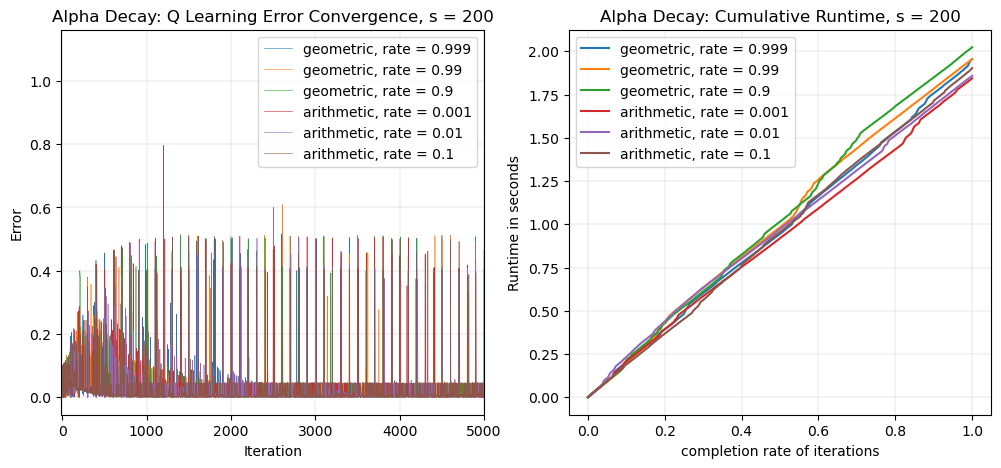 Alpha Decay: Q Learning Error Convergence, s = 200
geometric, rate = 0.999
geometric, rate = 0.99
geometric, rate = 0.9
arithmetic, rate = 0.001
arithmetic, rate = 0.01
arithmetic, rate = 0.1
Error
1.0
0.8
0.6
0.4
0.2
0.0
0
1000
2000
3000
4000
5000
Iteration
Alpha Decay: Cumulative Runtime, s = 200
geometric, rate = 0.999
geometric, rate = 0.99
geometric, rate = 0.9
arithmetic, rate = 0.001
arithmetic, rate = 0.01
arithmetic, rate = 0.1
Runtime in seconds
2.00
1.75
1.50
1.25
1.00
0.75
0.50
0.25
0.00
0.0
0.2
0.4
0.6
0.8
1.0
completion rate of iterations